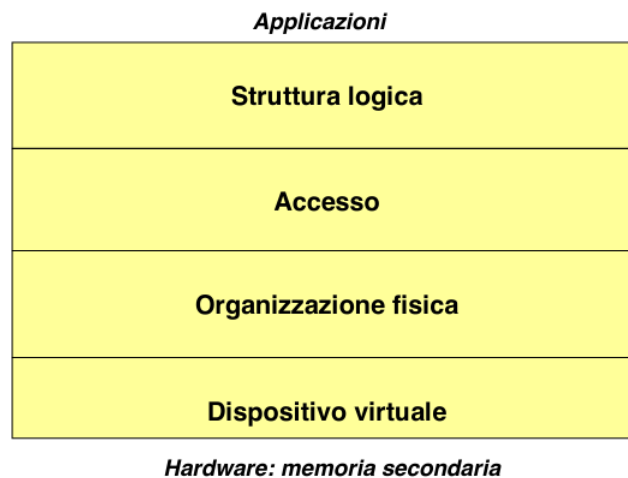 Applicazioni
Struttura logica
Accesso
Organizzazione fisica
Dispositivo virtuale
Hardware: memoria secondaria